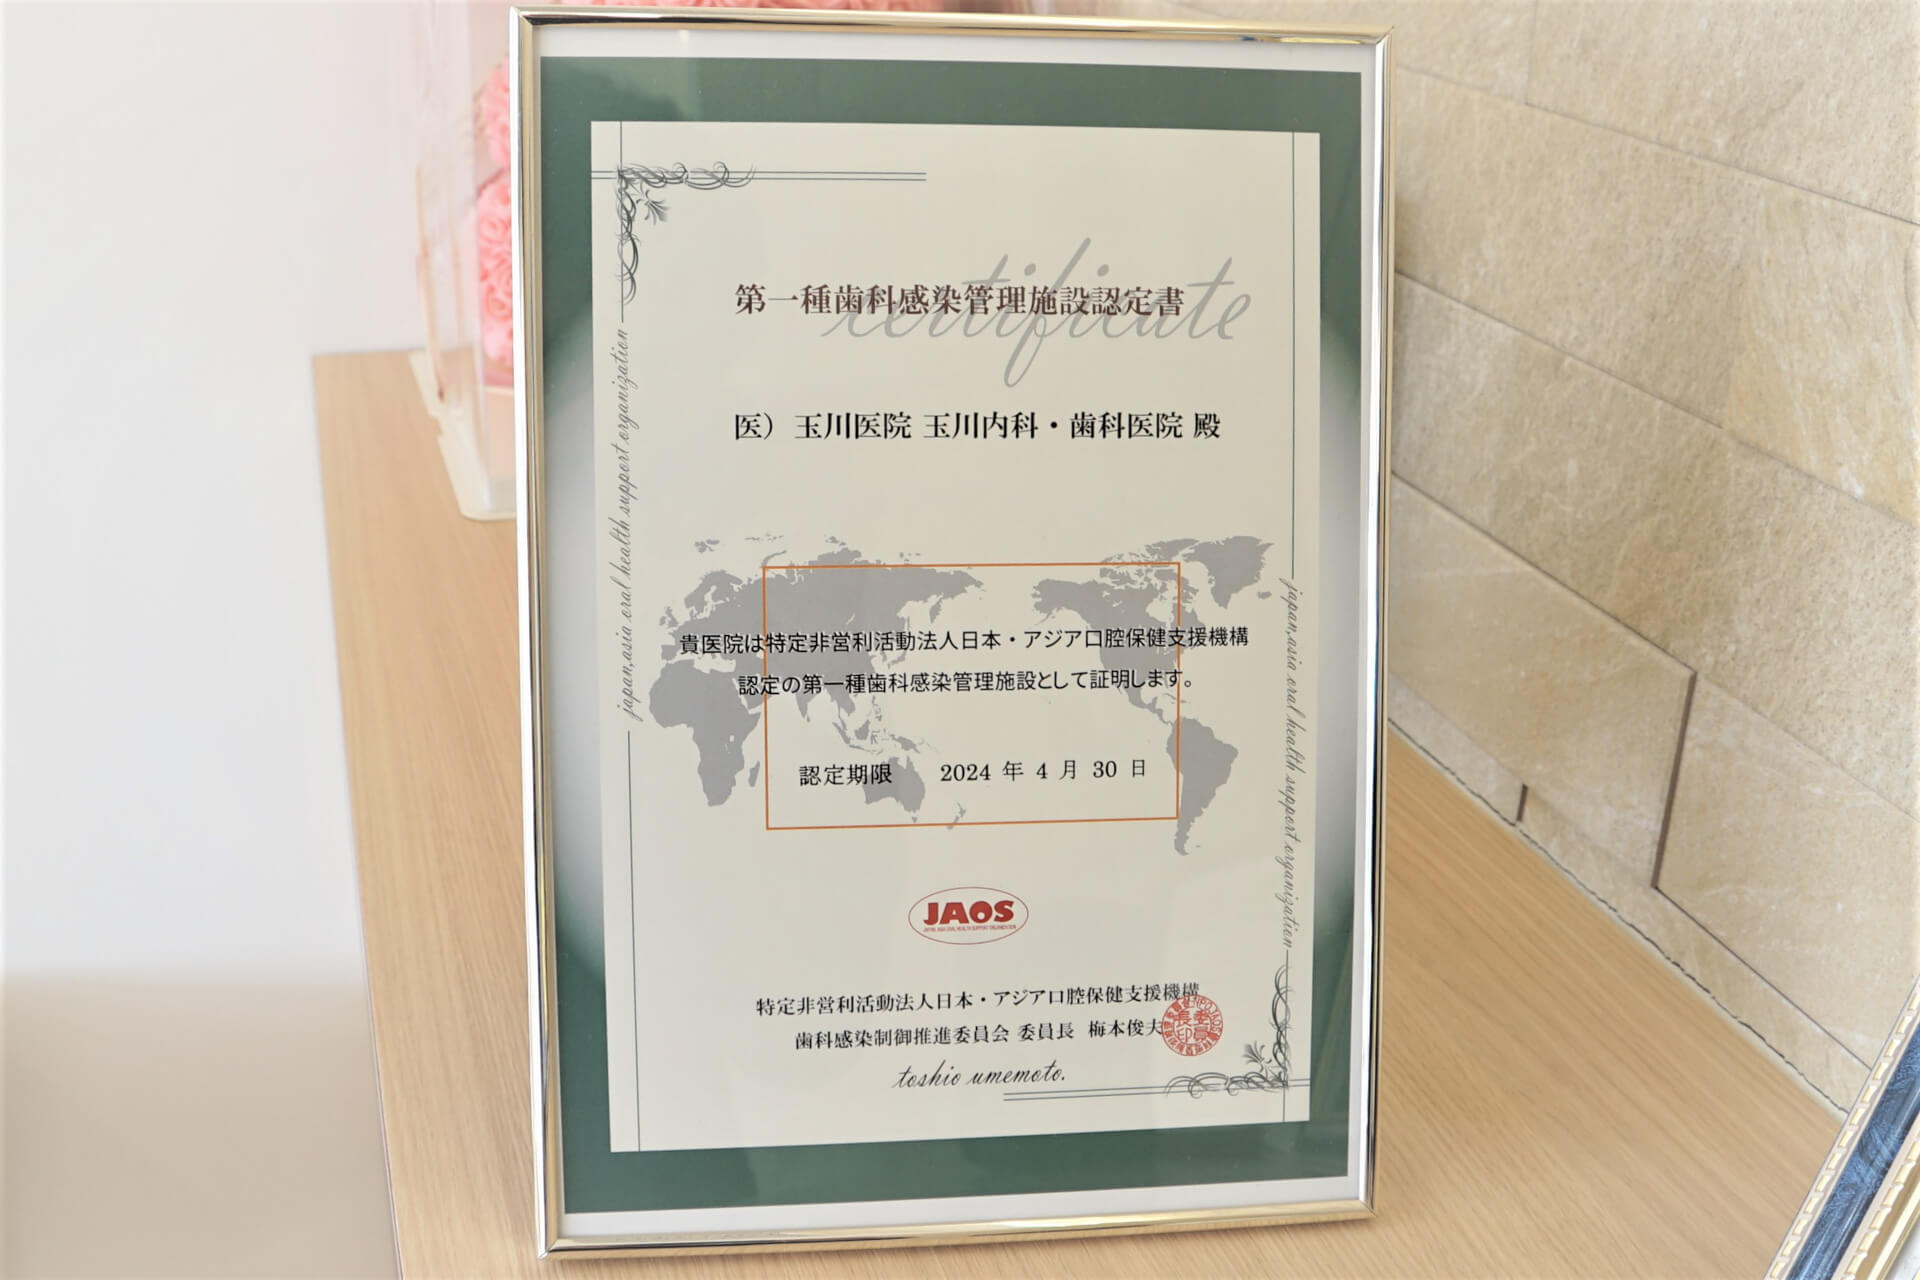 certificate
第一種歯科感染管理施設認定書
医）玉川医院 玉川内科・歯科医院 殿
japan,asia oral health support organization
japan,asia oral health support organization
貴医院は特定非営利活動法人日本・アジア口腔保健支援機構
認定の第一種歯科感染管理施設として証明します。
認定期限 2024 年 4 月 30 日
JAOS
JAPAN, ASIA ORAL HEALTH SUPPORT ORGANIZATION
特定非営利活動法人日本・アジア口腔保健支援機構
歯科感染制御推進委員会 委員長 梅本俊夫
toshio umemoto.